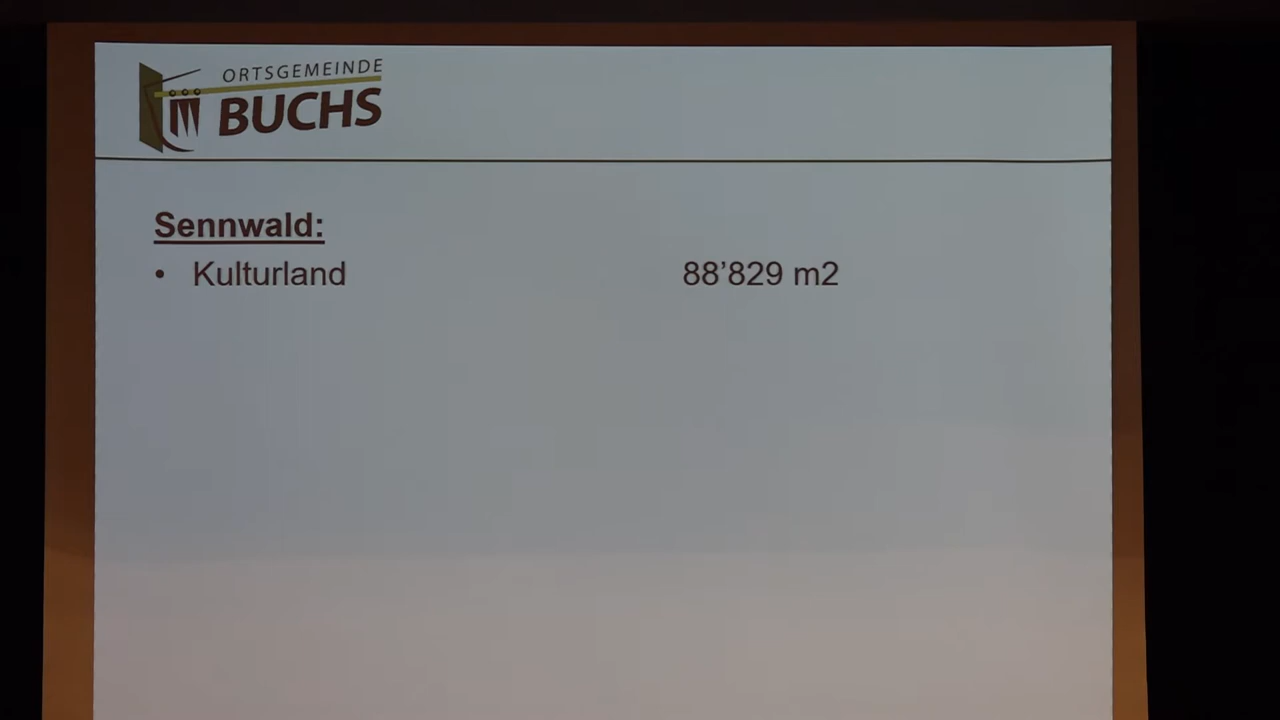 ORTSGEMEINDE
BUCHS
Sennwald:
• Kulturland 88’829 m2